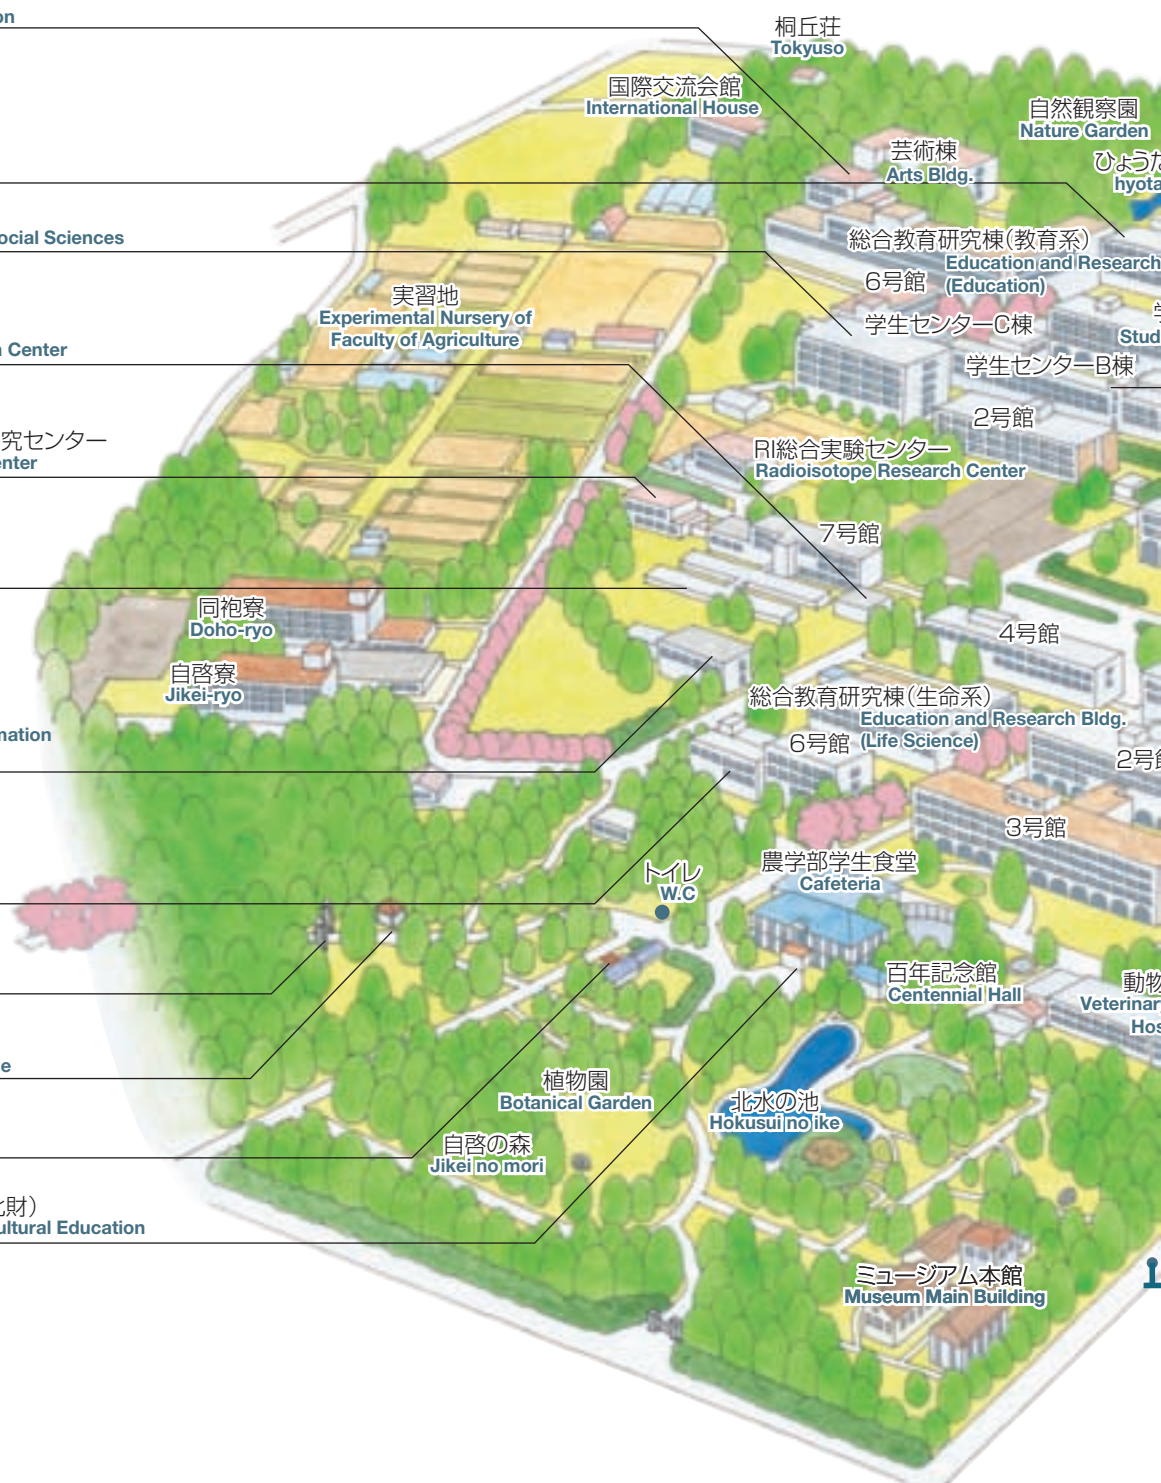 桐丘荘
Tokyuso
国際交流会館
International House
自然観察園
Nature Garden
芸術棟
Arts Bldg.
ocial Sciences
総合教育研究棟(教育系)
Education and Research
(Education)
6号館
実習地
Experimental Nursery of
Faculty of Agriculture
学生センターC棟
Stud
Center
学生センターB棟
2号館
究センター
enter
RI総合実験センター
Radioisotope Research Center
7号館
同袍寮
Doho-ryo
4号館
自啓寮
Jikei-ryo
総合教育研究棟(生命系)
Education and Research Bldg.
(Life Science)
mation
6号館
2号館
3号館
農学部学生食堂
Cafeteria
トイレ
W.C
百年記念館
Centennial Hall
動物
Veterinary
Hos
e
植物園
Botanical Garden
北水の池
Hokusui no ike
自啓の森
Jikei no mori
化財)
ultural Education
ミュージアム本館
Museum Main Building